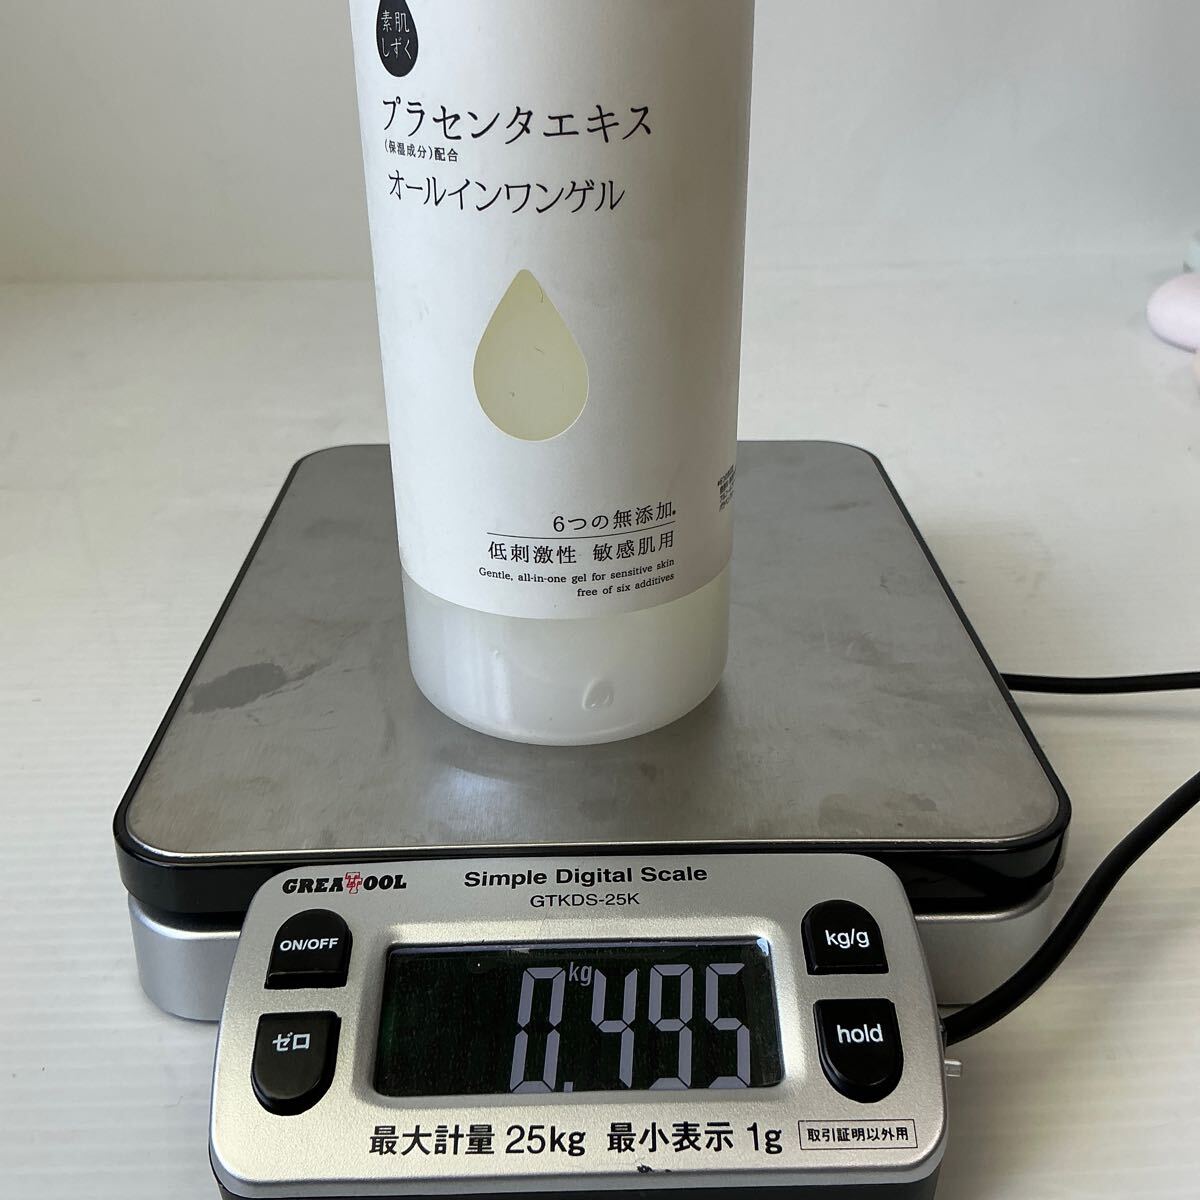 素肌
しずく
プラセンタエキス
(保湿成分)配合
オールインワンゲル
6つの無添加
低刺激性 敏感肌用
Gentle, all-in-one gel for sensitive skin
free of six additives
GREATTOOL
Simple Digital Scale
GTKDS-25K
ON/OFF
kg/g
kg
0.495
ゼロ
hold
最大計量 25kg 最小表示 1g
取引証明以外用